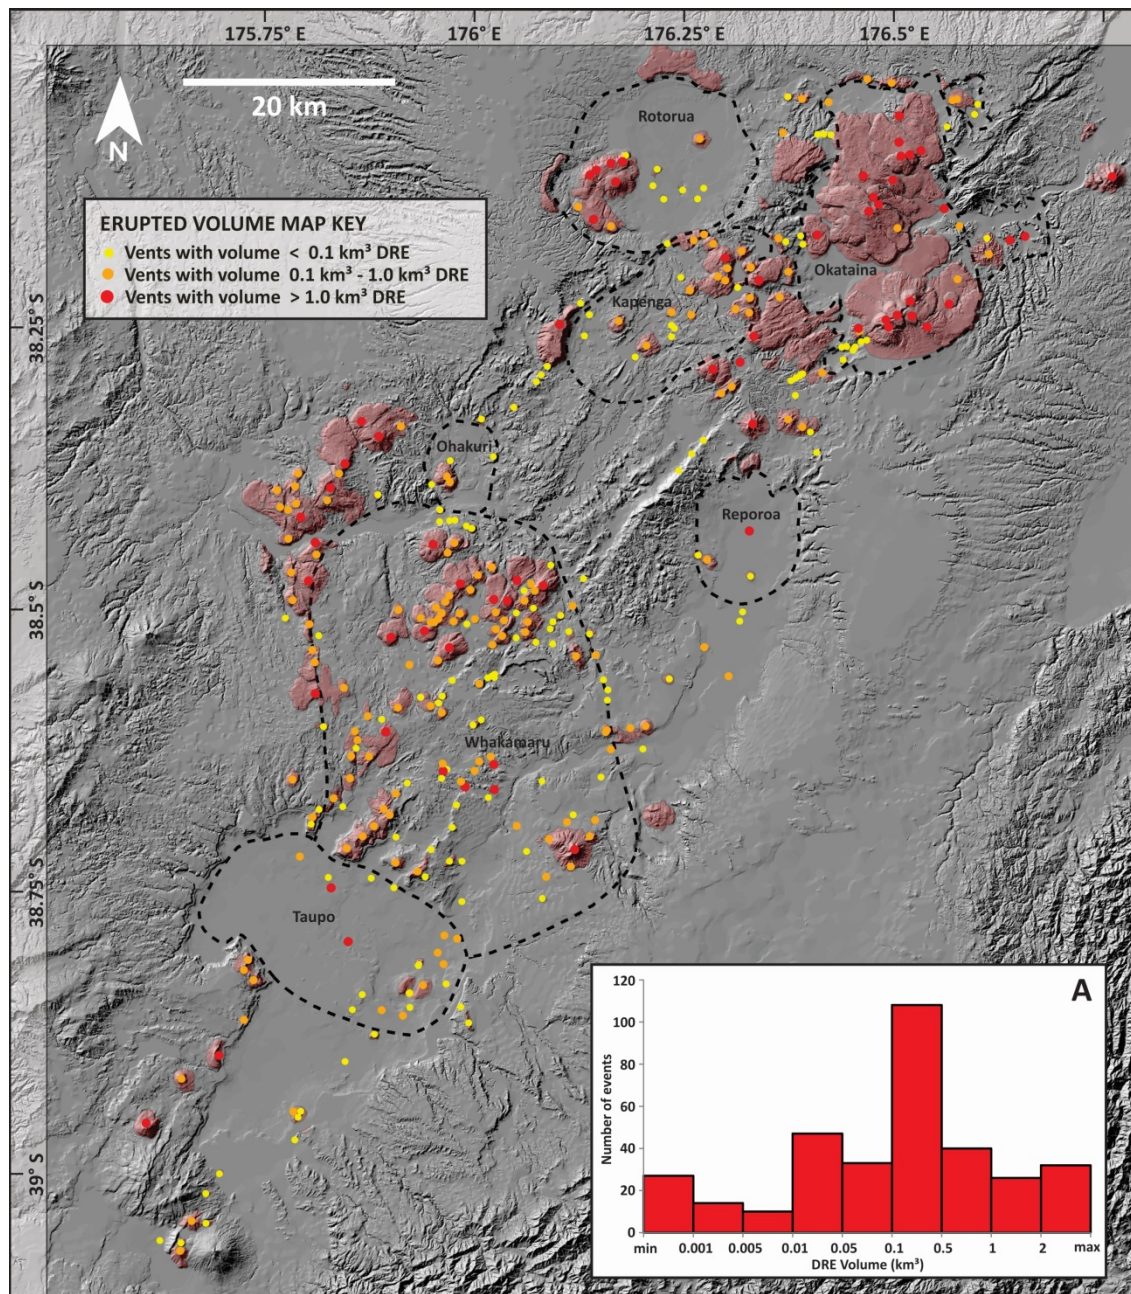 175.75°E 176°E 176.25°E 176.5°E
20 km
N
Rotorua
ERUPTED VOLUME MAP KEY
Vents with volume < 0.1 km³ DRE
Vents with volume 0.1 km³ - 1.0 km³ DRE
Vents with volume > 1.0 km³ DRE
Okataina
Kapenga
38.25° S
Ohakuri
Reporoa
38.5° S
Whakamaru
38.75° S
Taupo
39° S
A
120
100
80
60
40
20
0
Number of events
min 0.001 0.005 0.01 0.05 0.1 0.5 1 2 max
DRE Volume (km³)